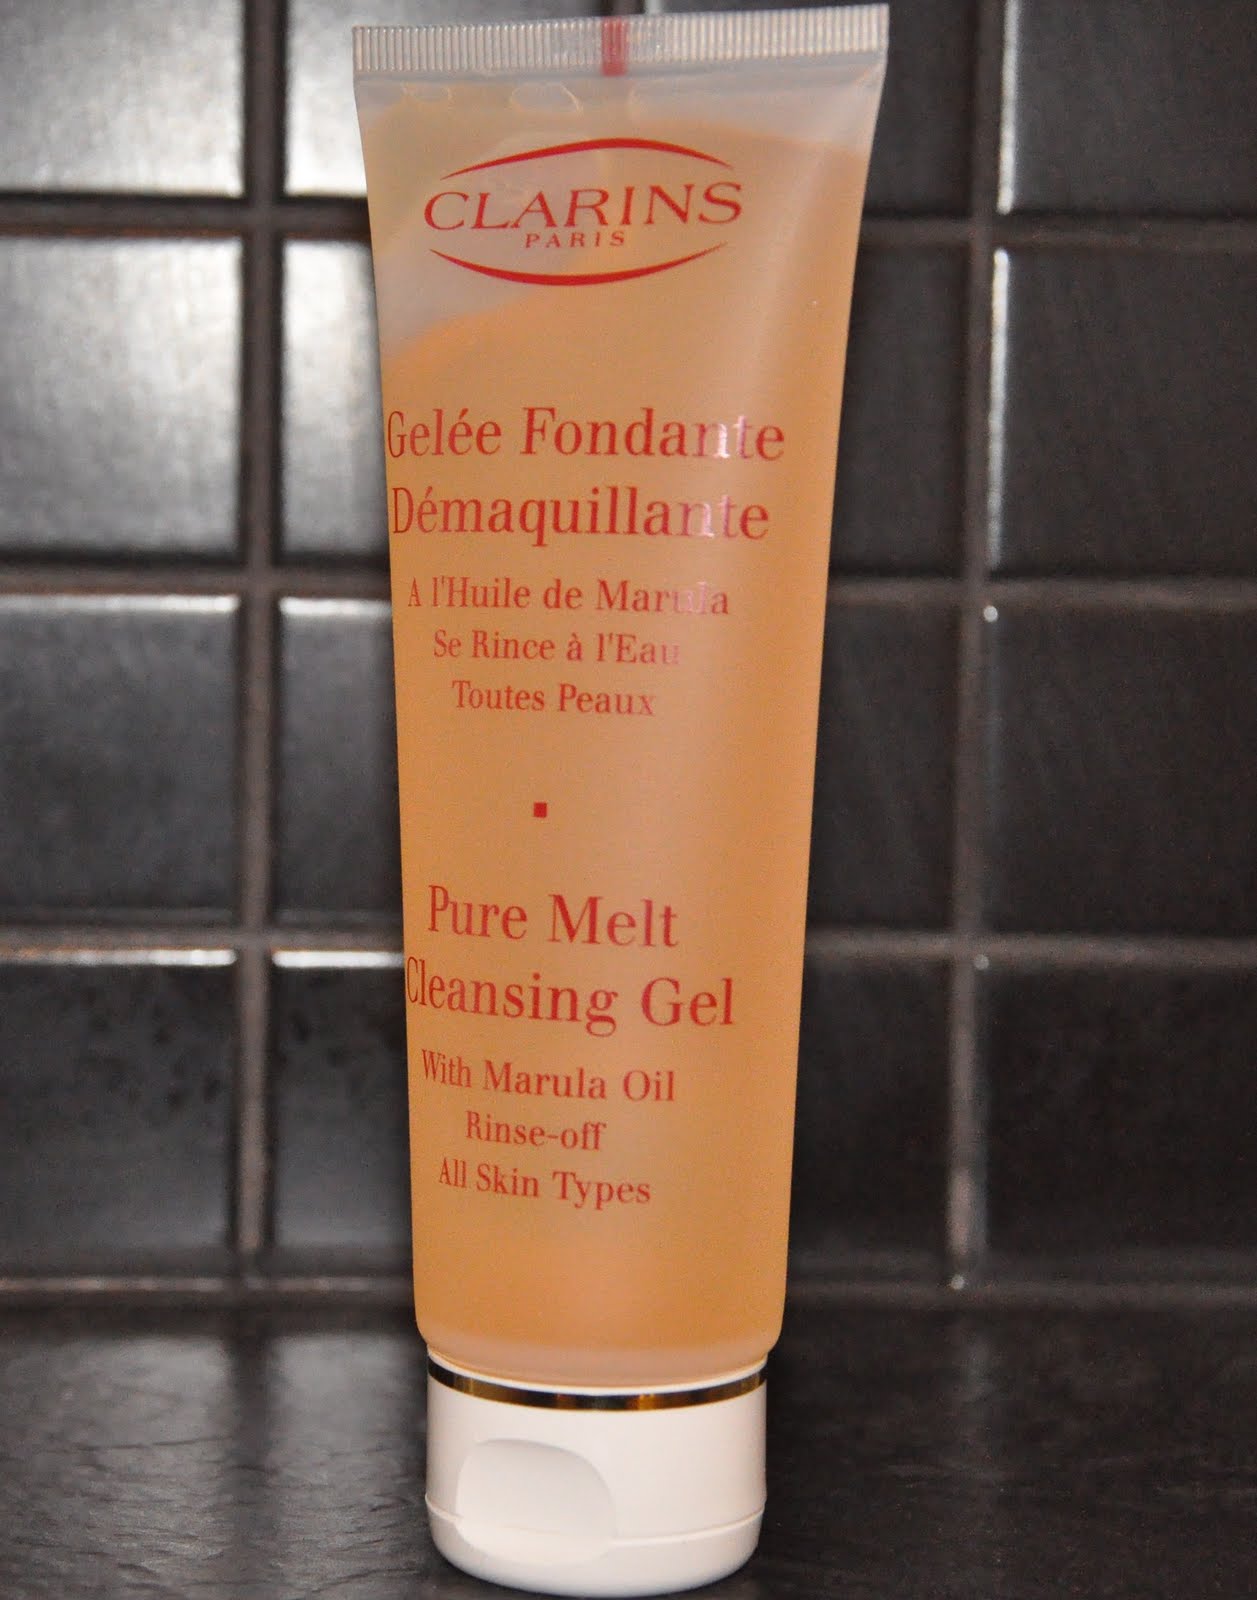 CLARINS
PARIS
Gelée Fondante
Démaquillante
A l'Huile de Marula
Se Rince à l'Eau
Toutes Peaux
Pure Melt
Cleansing Gel
With Marula Oil
Rinse-off
All Skin Types